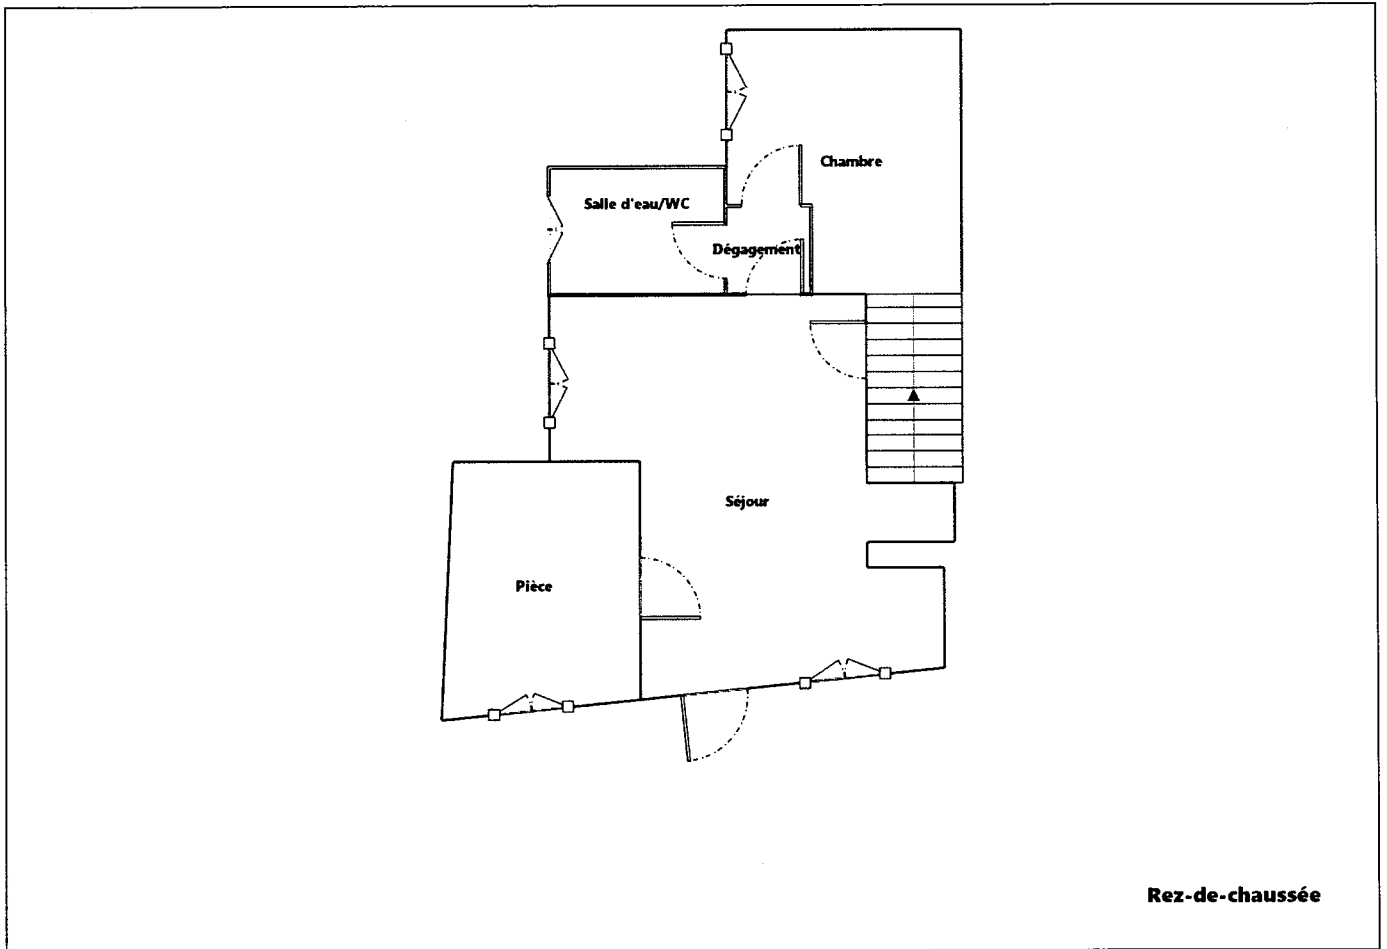 Chambre
Salle d'eau/WC
Dégagement
Séjour
Pièce
Rez-de-chaussée